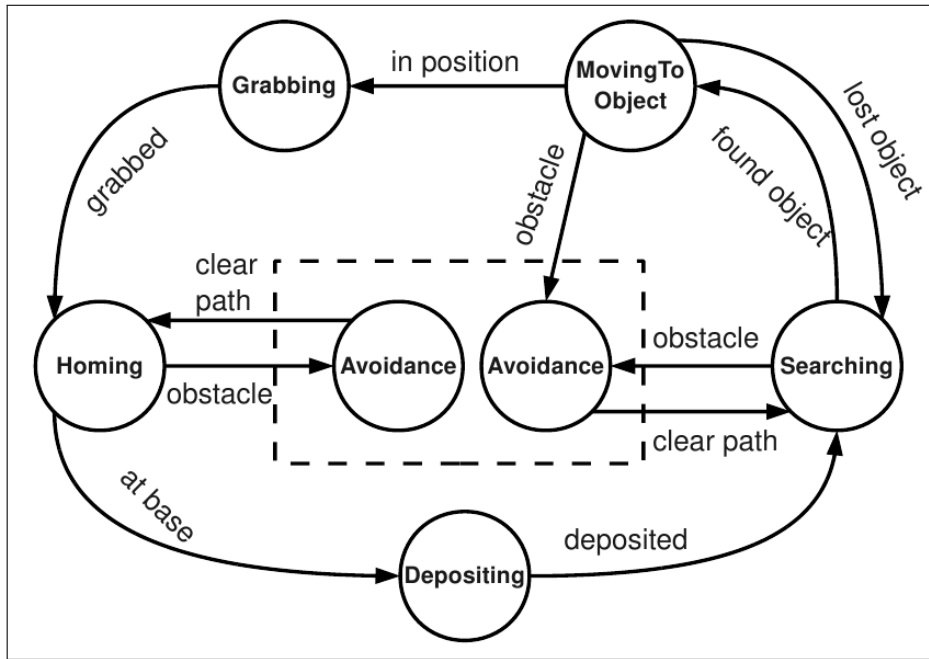 in position
Grabbing
MovingTo
Object
lost object
found object
grabbed
obstacle
clear
path
Homing
obstacle
Avoidance
Avoidance
obstacle
Searching
clear path
at base
Depositing
deposited